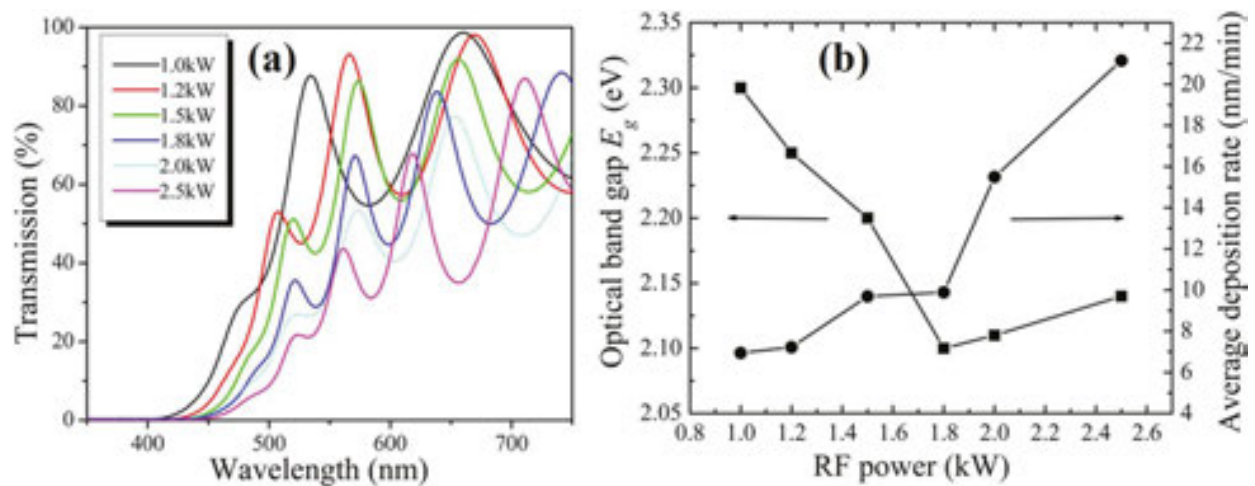 (a)
1.0kW
1.2kW
1.5kW
1.8kW
2.0kW
2.5kW
Transmission (%)
100
80
60
40
20
0
400
500
600
700
Wavelength (nm)
(b)
Optical band gap E_g (eV)
2.35
2.30
2.25
2.20
2.15
2.10
2.05
0.8
1.0
1.2
1.4
1.6
1.8
2.0
2.2
2.4
2.6
RF power (kW)
22
20
18
16
14
12
10
8
6
4
Average deposition rate (nm/min)